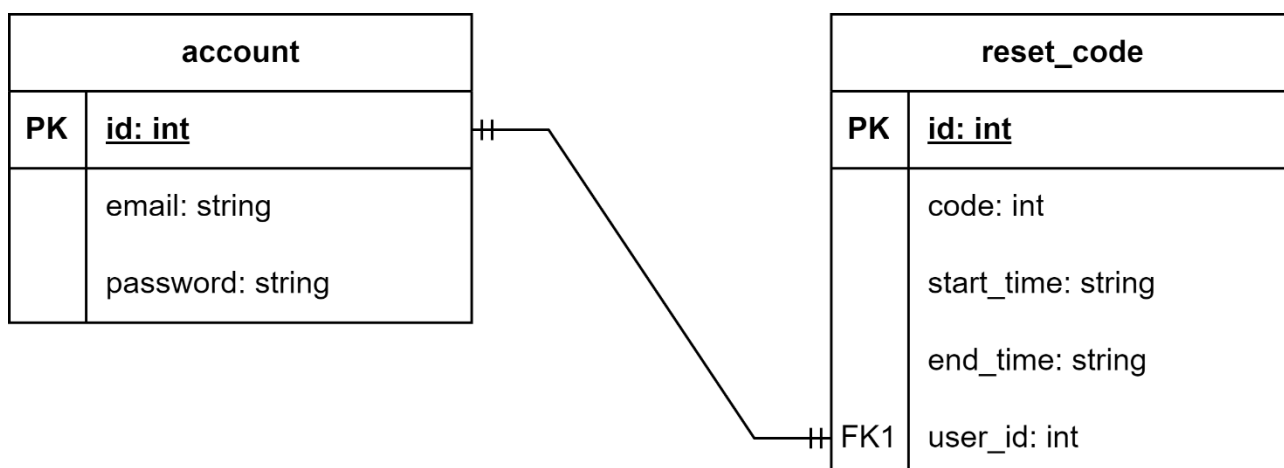 account
PK id: int
email: string
password: string
reset_code
PK id: int
code: int
start_time: string
end_time: string
FK1 user_id: int